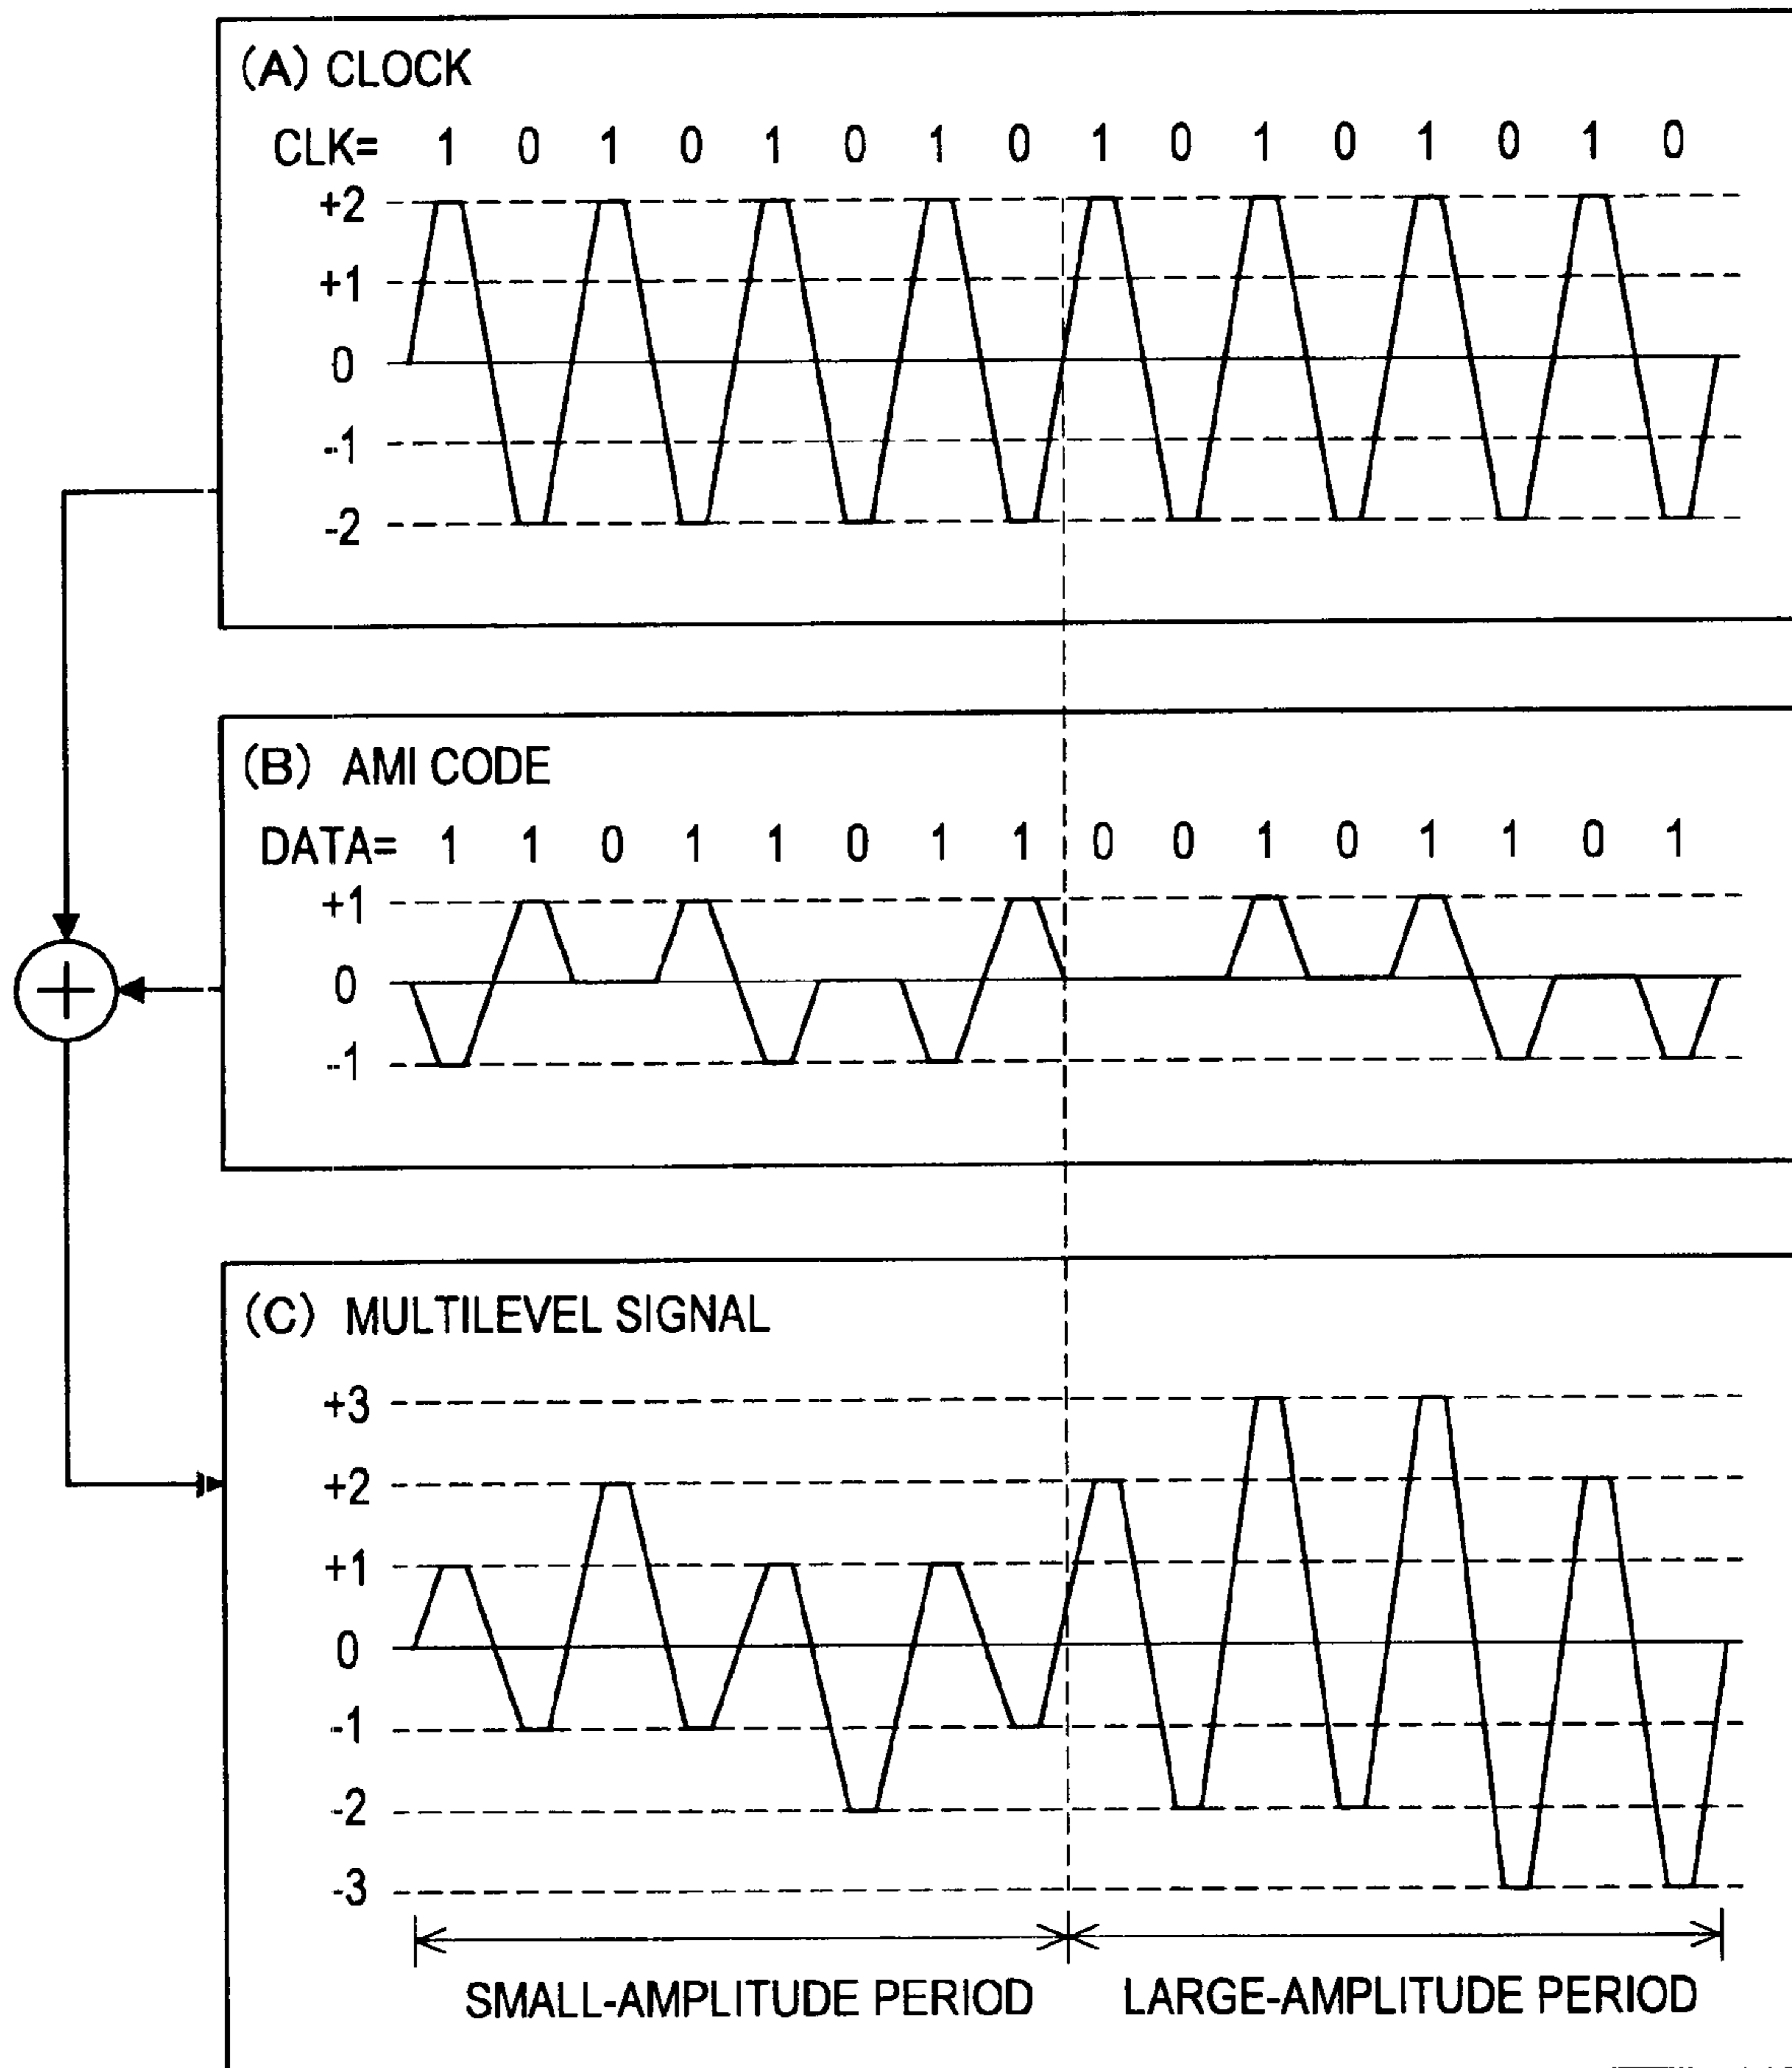 (A) CLOCK
CLK= 1 0 1 0 1 0 1 0 1 0 1 0 1 0 1 0
+2
+1
0
-1
-2
(B) AMI CODE
DATA= 1 1 0 1 1 0 1 1 0 0 1 0 1 1 0 1
+1
0
-1
(C) MULTILEVEL SIGNAL
+3
+2
+1
0
-1
-2
-3
SMALL-AMPLITUDE PERIOD LARGE-AMPLITUDE PERIOD